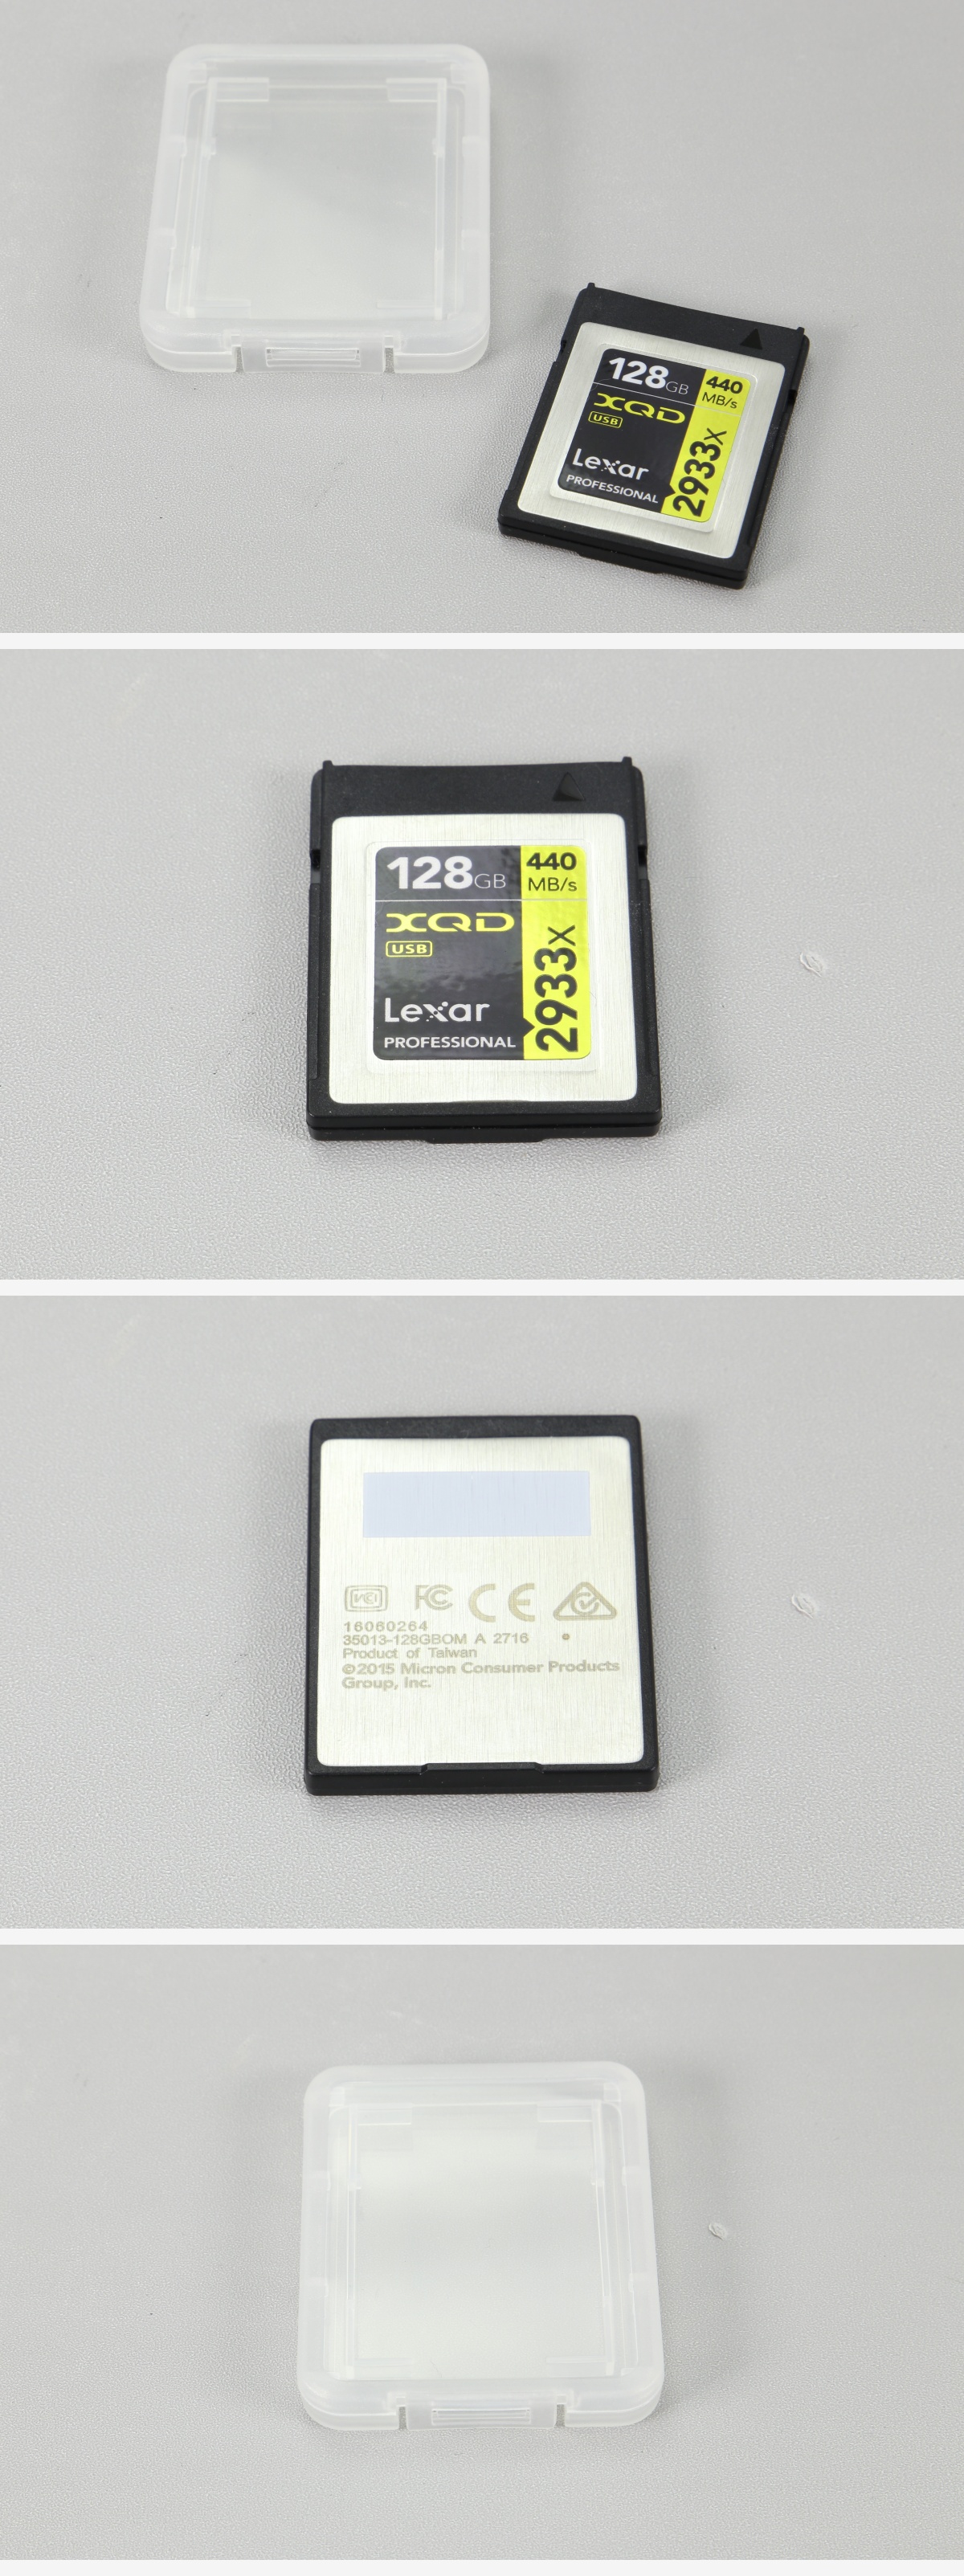 128GB
440
MB/s
XQD
USB
2933x
Lexar
PROFESSIONAL
128GB
440
MB/s
XQD
USB
2933x
Lexar
PROFESSIONAL
VCI
FC CE
16060264
35013-128GBOM A 2716
Product of Taiwan
©2015 Micron Consumer Products
Group, Inc.